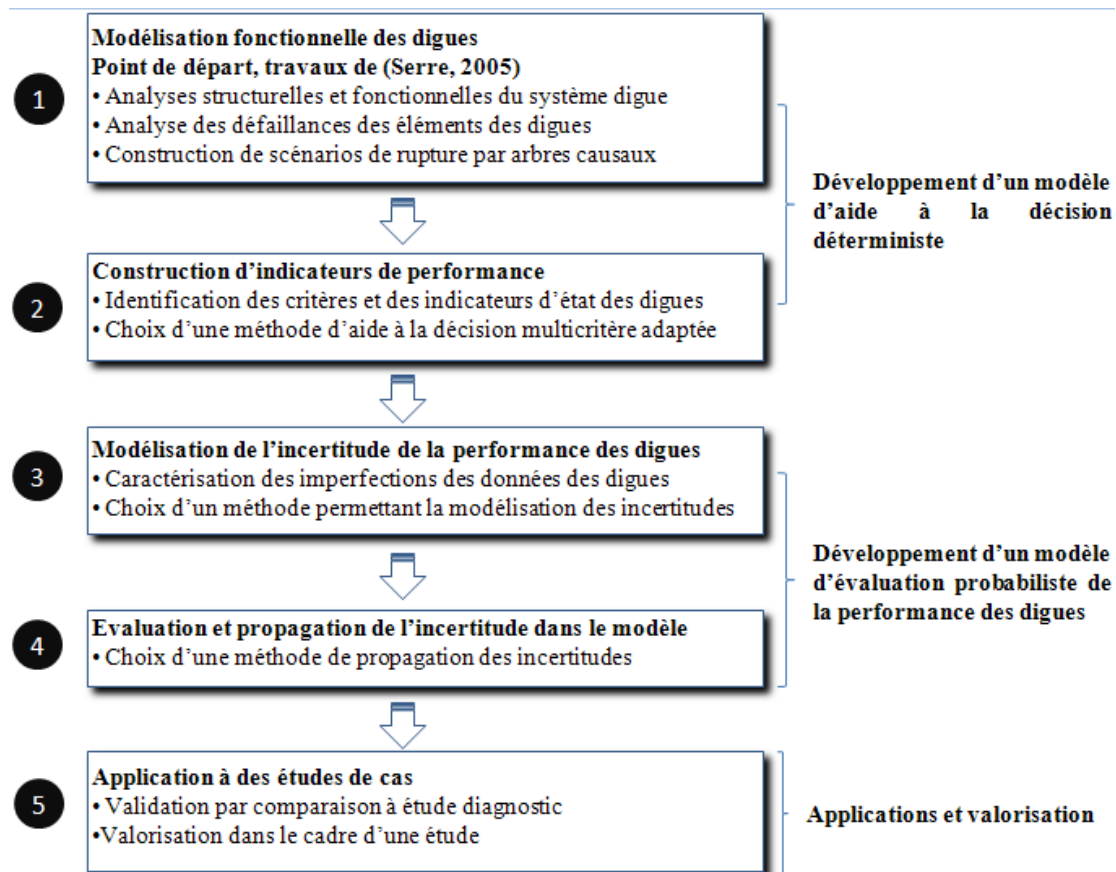 1
Modélisation fonctionnelle des digues
Point de départ, travaux de (Serre, 2005)
• Analyses structurelles et fonctionnelles du système digue
• Analyse des défaillances des éléments des digues
• Construction de scénarios de rupture par arbres causaux
2
Construction d'indicateurs de performance
• Identification des critères et des indicateurs d'état des digues
• Choix d'une méthode d'aide à la décision multicritère adaptée
Développement d'un modèle
d'aide à la décision
déterministe
3
Modélisation de l'incertitude de la performance des digues
• Caractérisation des imperfections des données des digues
• Choix d'un méthode permettant la modélisation des incertitudes
4
Evaluation et propagation de l'incertitude dans le modèle
• Choix d'une méthode de propagation des incertitudes
Développement d'un modèle
d'évaluation probabiliste de
la performance des digues
5
Application à des études de cas
• Validation par comparaison à étude diagnostic
•Valorisation dans le cadre d'une étude
Applications et valorisation